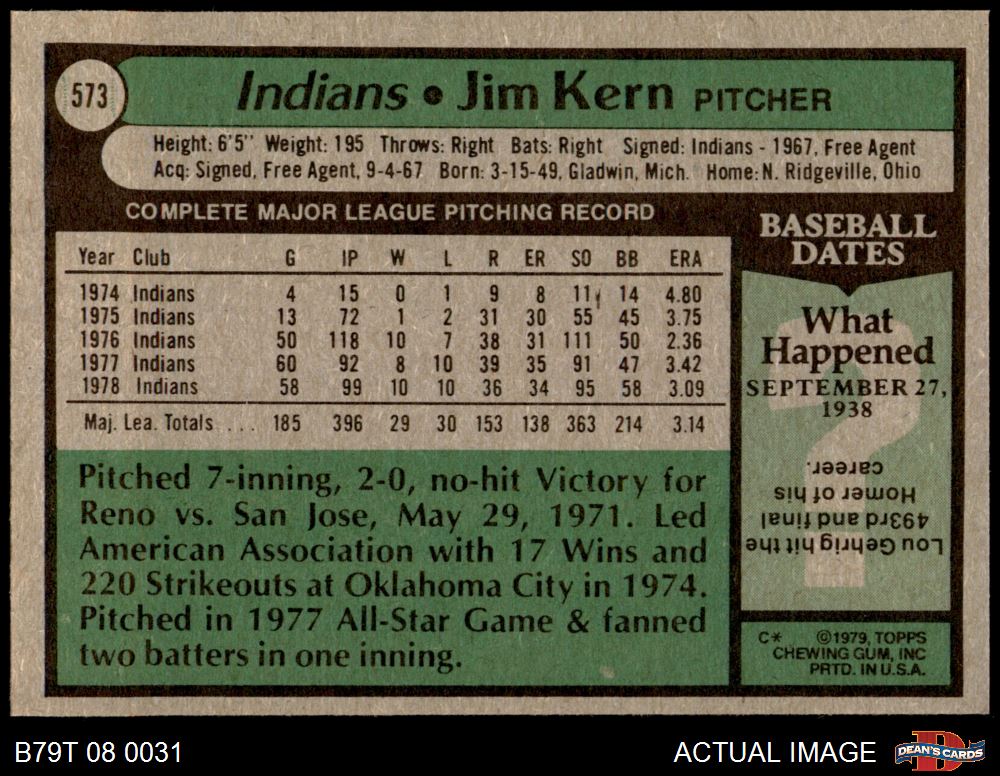 573
Indians • Jim Kern PITCHER
Height: 6'5" Weight: 195 Throws: Right Bats: Right Signed: Indians - 1967, Free Agent
Acq: Signed, Free Agent, 9-4-67 Born: 3-15-49, Gladwin, Mich. Home: N. Ridgeville, Ohio
COMPLETE MAJOR LEAGUE PITCHING RECORD
Year Club G IP W L R ER SO BB ERA
1974 Indians 4 15 0 1 9 8 11 14 4.80
1975 Indians 13 72 1 2 31 30 55 45 3.75
1976 Indians 50 118 10 7 38 31 111 50 2.36
1977 Indians 60 92 8 10 39 35 91 47 3.42
1978 Indians 58 99 10 10 36 34 95 58 3.09
Maj. Lea. Totals ... 185 396 29 30 153 138 363 214 3.14
Pitched 7-inning, 2-0, no-hit Victory for
Reno vs. San Jose, May 29, 1971. Led
American Association with 17 Wins and
220 Strikeouts at Oklahoma City in 1974.
Pitched in 1977 All-Star Game & fanned
two batters in one inning.
BASEBALL
DATES
What
Happened
SEPTEMBER 27,
1938
?
Lou Gehrig hit the
493rd and final
Homer of his
career.
C* ©1979, TOPPS
CHEWING GUM, INC
PRTD. IN U.S.A.
B79T 08 0031
ACTUAL IMAGE
DEAN'S CARDS